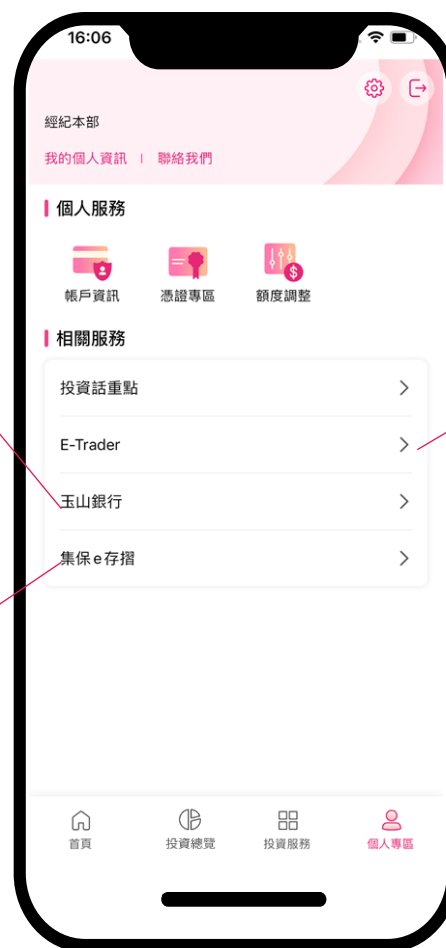 16:06
經紀本部
我的個人資訊 | 聯絡我們
個人服務
帳戶資訊 憑證專區 額度調整
相關服務
投資話重點
E-Trader
玉山銀行
集保e存摺
首頁 投資總覽 投資服務 個人專區